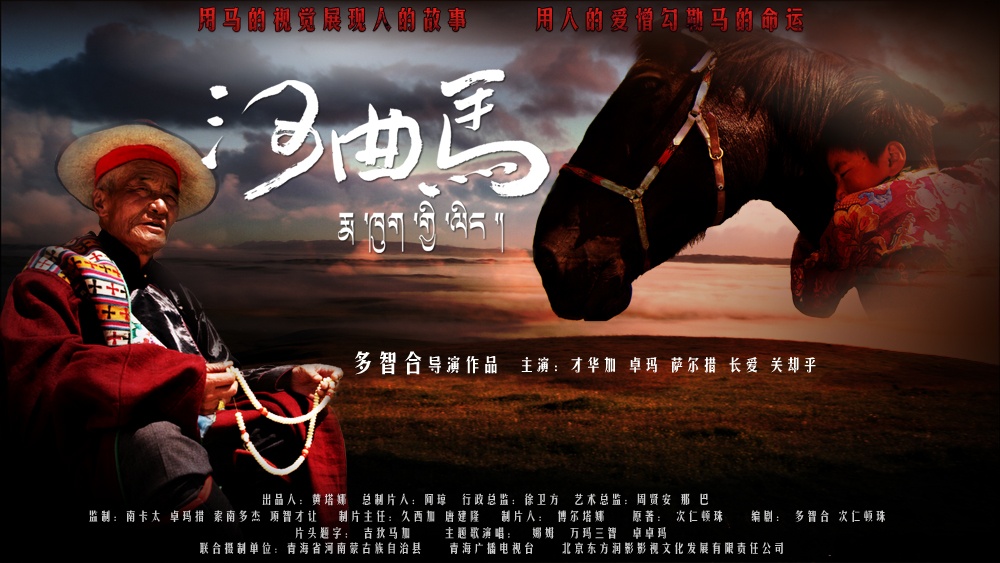 用马的视觉展现人的故事 用人的爱憎勾勒马的命运
河曲馬
རྨ་ཁུག་གྱི་ལིང༎
多智合导演作品 主演：才华加 卓玛 萨尔措 长爱 关却乎
出品人：黄塔娜 总制片人：阿琼 行政总监：徐卫方 艺术总监：周贤安 那 巴
监制：南卡太 卓玛措 索南多杰 项智才让 制片主任：久西加 唐建隆 制片人： 博尔塔娜 原著： 次仁顿珠 编剧： 多智合 次仁顿珠
片头题字： 吉狄马加 主题歌演唱： 娜姆 万玛三智 卓卓玛
联合摄制单位：青海省河南蒙古族自治县 青海广播电视台 北京东方润影影视文化发展有限责任公司